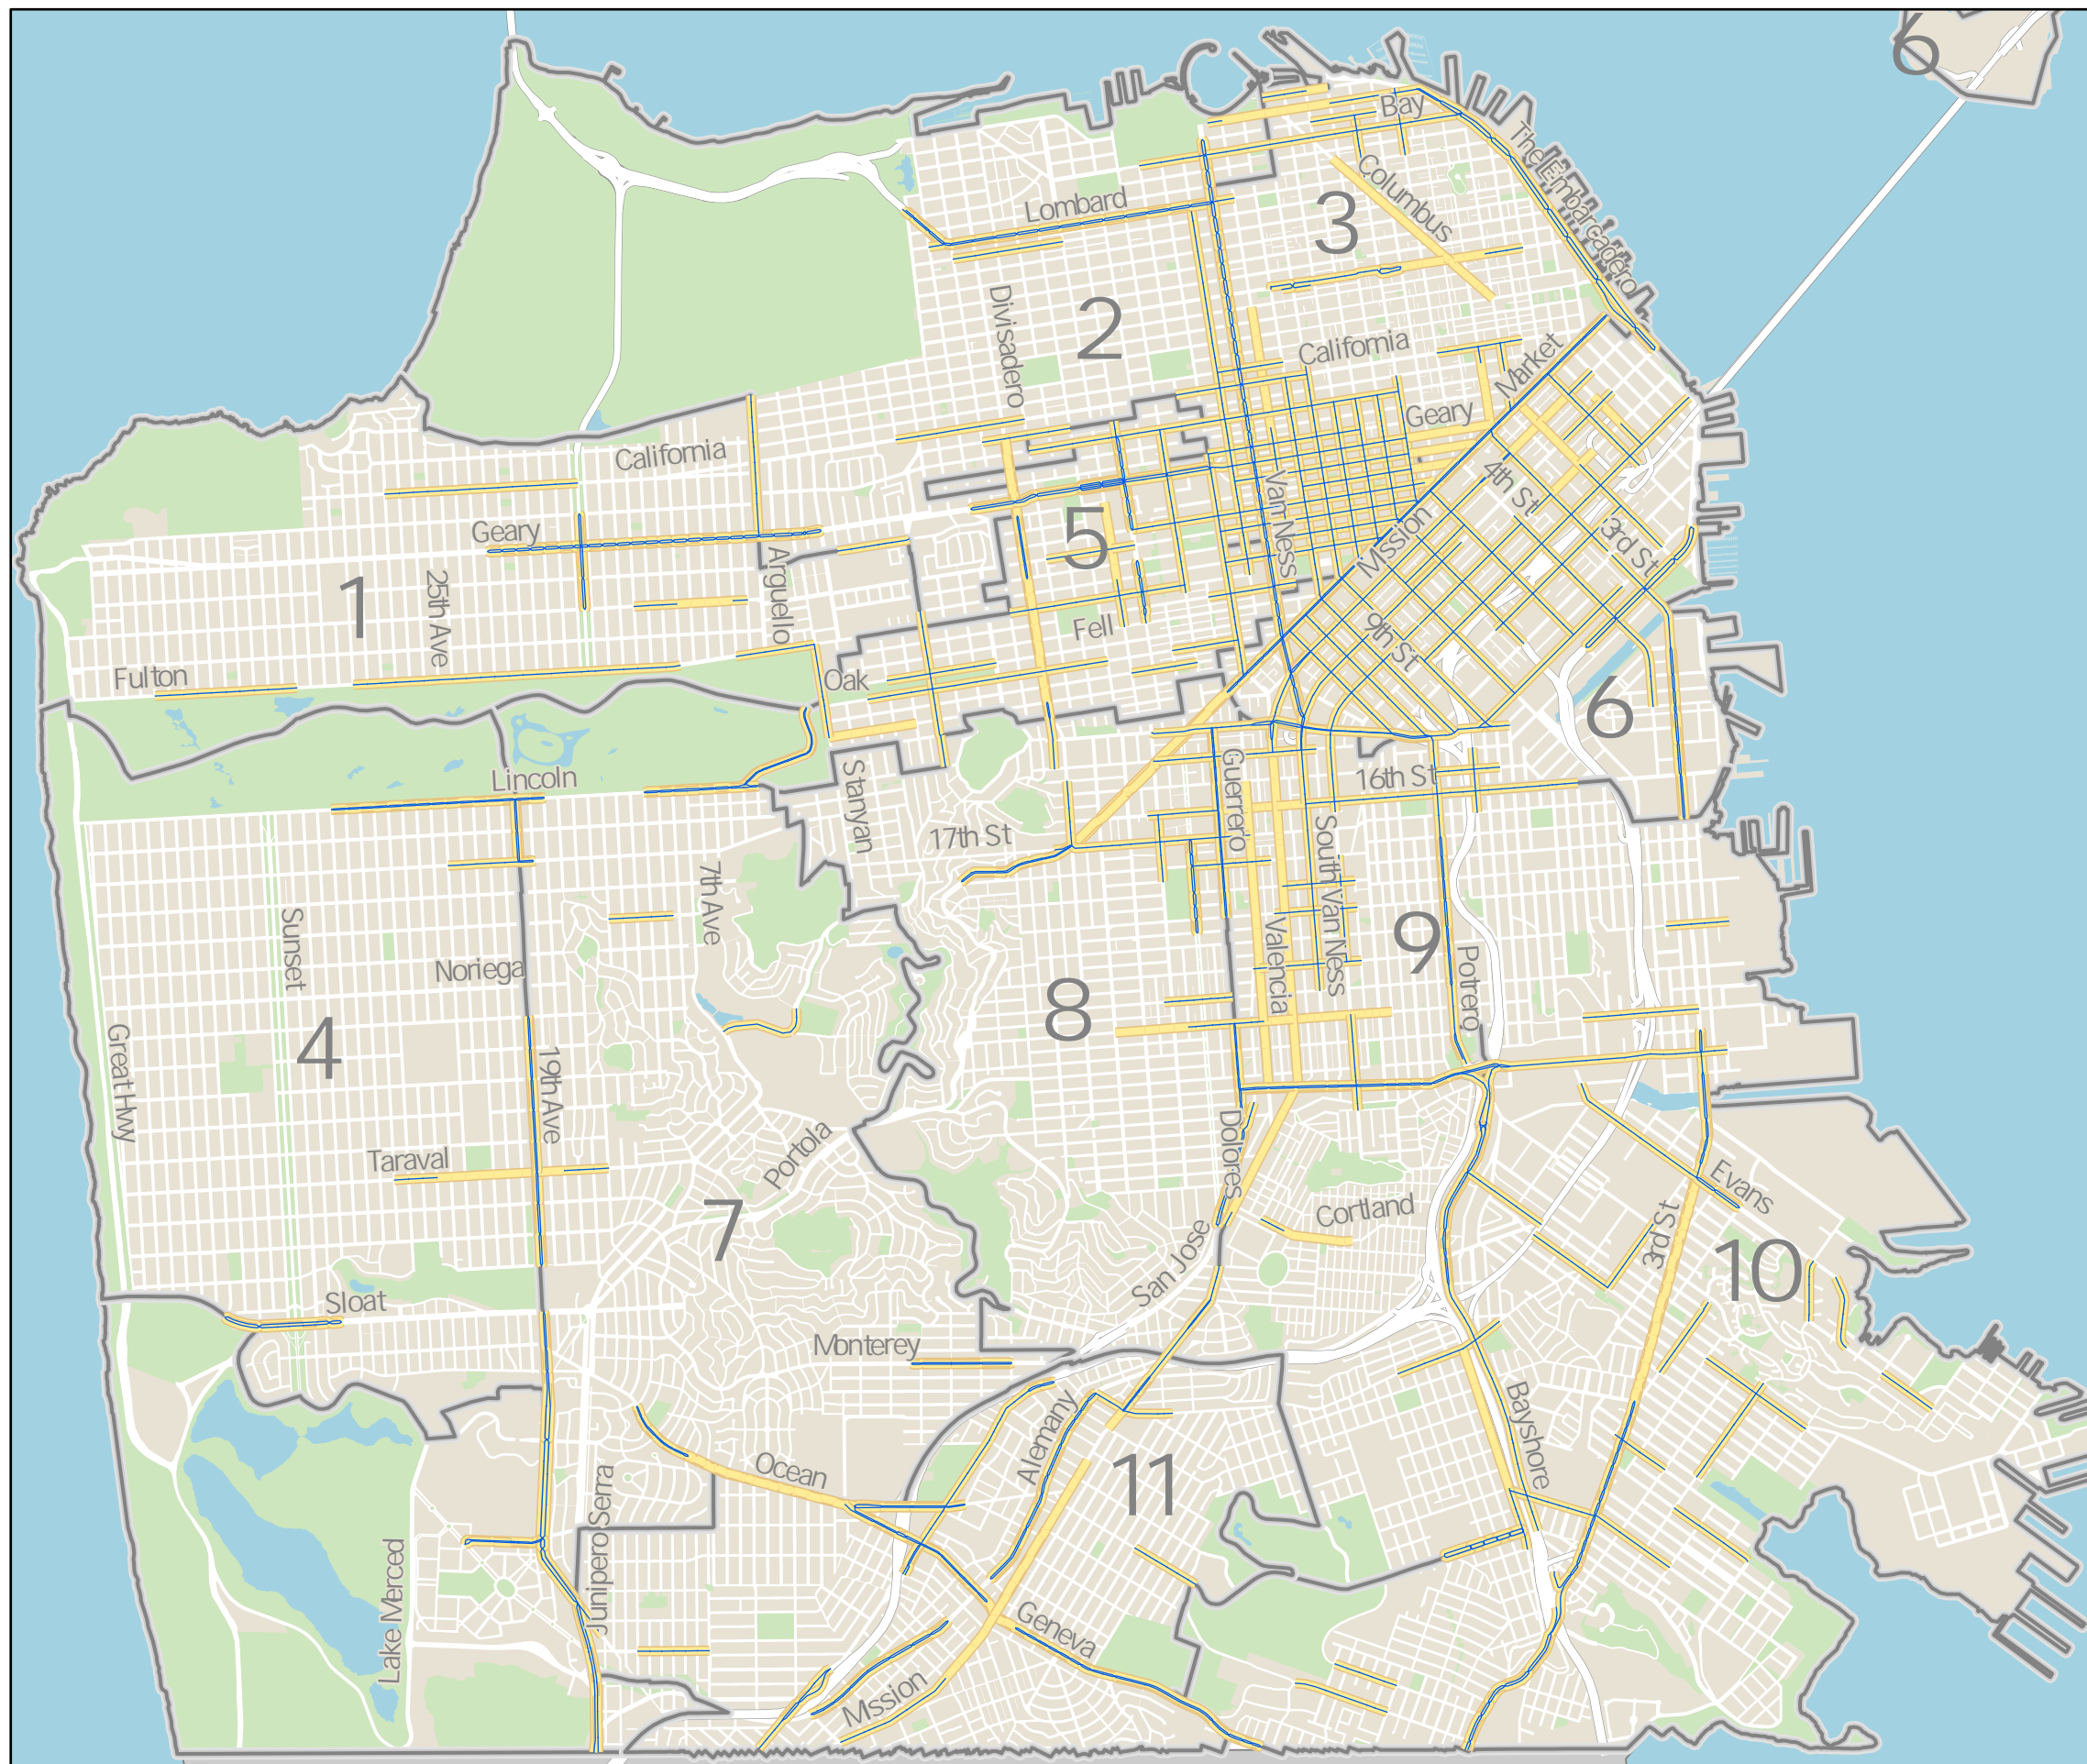 6
Bay
The Embarcadero
Columbus
3
Lombard
Divisadero
2
California
Market
Geary
California
Van Ness
4th St
Geary
Mission
3rd St
5
Arguello
25th Ave
1
Fell
9th St
Fulton
Oak
6
Lincoln
Stanyan
Guerrero
16th St
17th St
7th Ave
South Van Ness
Sunset
9
Valencia
Potrero
Noriega
8
4
Great Hwy
19th Ave
Taraval
Portola
Dolores
Evans
7
Cortland
3rd St
San Jose
10
Sloat
Monterey
Bayshore
Alemany
Ocean
11
Junipero Serra
Lake Merced
Geneva
Mission